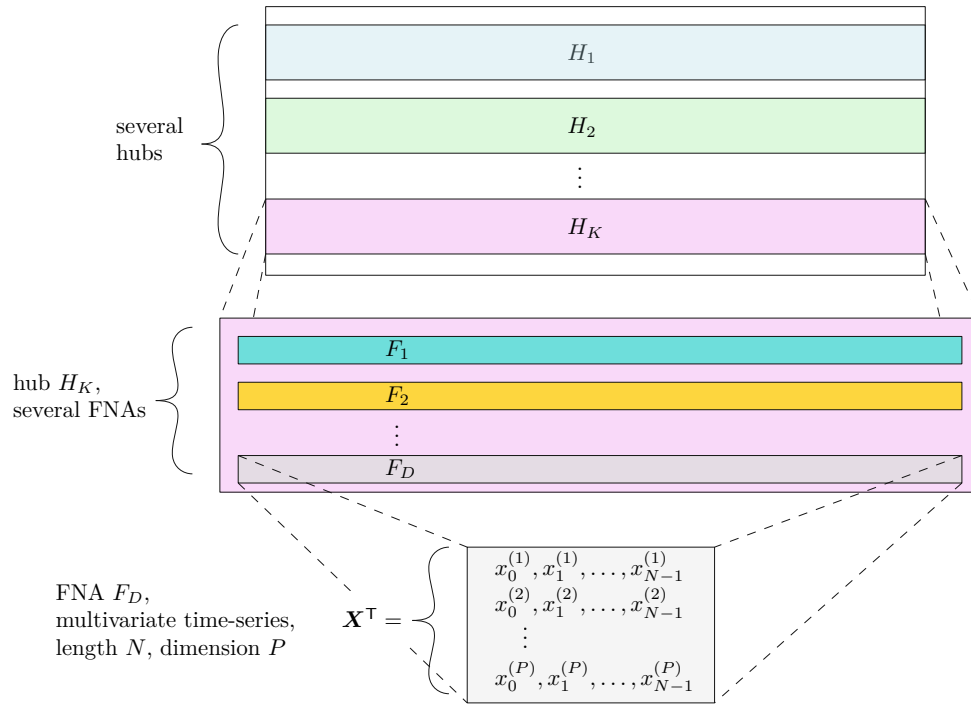 H_1
several
hubs
H_2
⋮
H_K
F_1
hub H_K,
several FNAs
F_2
⋮
F_D
FNA F_D,
multivariate time-series,
length N, dimension P
X^T =
x_0^{(1)}, x_1^{(1)}, . . . , x_{N−1}^{(1)}
x_0^{(2)}, x_1^{(2)}, . . . , x_{N−1}^{(2)}
⋮
x_0^{(P)}, x_1^{(P)}, . . . , x_{N−1}^{(P)}